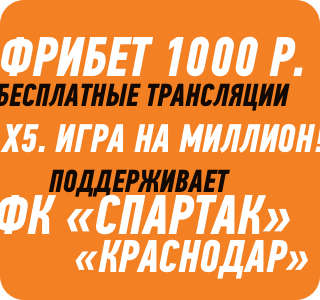 ФРИБЕТ 1000 Р.
БЕСПЛАТНЫЕ ТРАНСЛЯЦИИ
Х5. ИГРА НА МИЛЛИОН!
ПОДДЕРЖИВАЕТ
ФК «СПАРТАК»
«КРАСНОДАР»